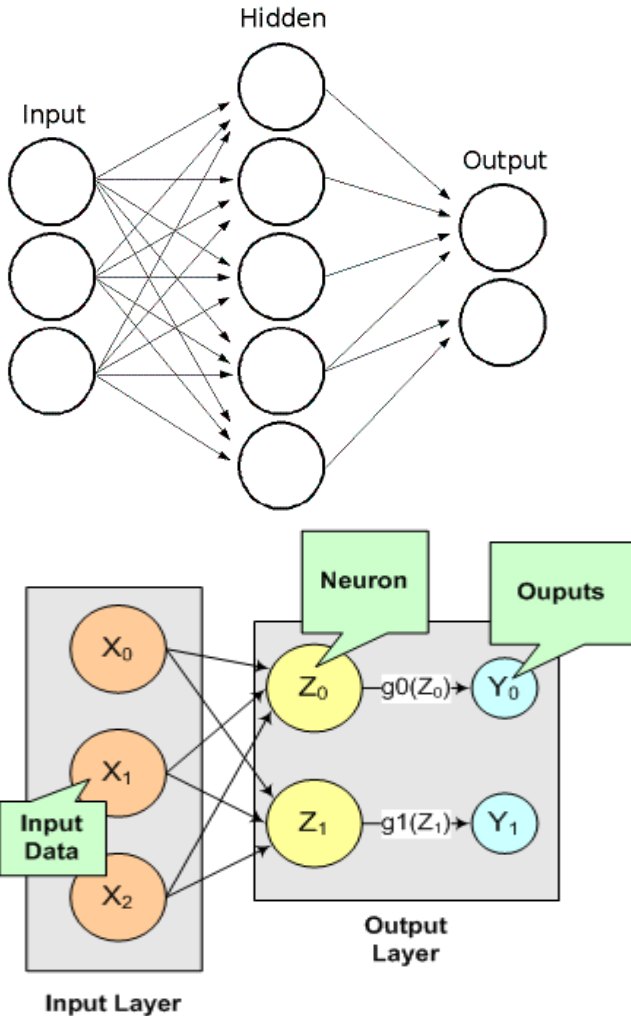 Hidden
Input
Output
Neuron
Ouputs
X₀
Z₀
g0(Z₀)
Y₀
X₁
Input
Data
Z₁
g1(Z₁)
Y₁
X₂
Output
Layer
Input Layer